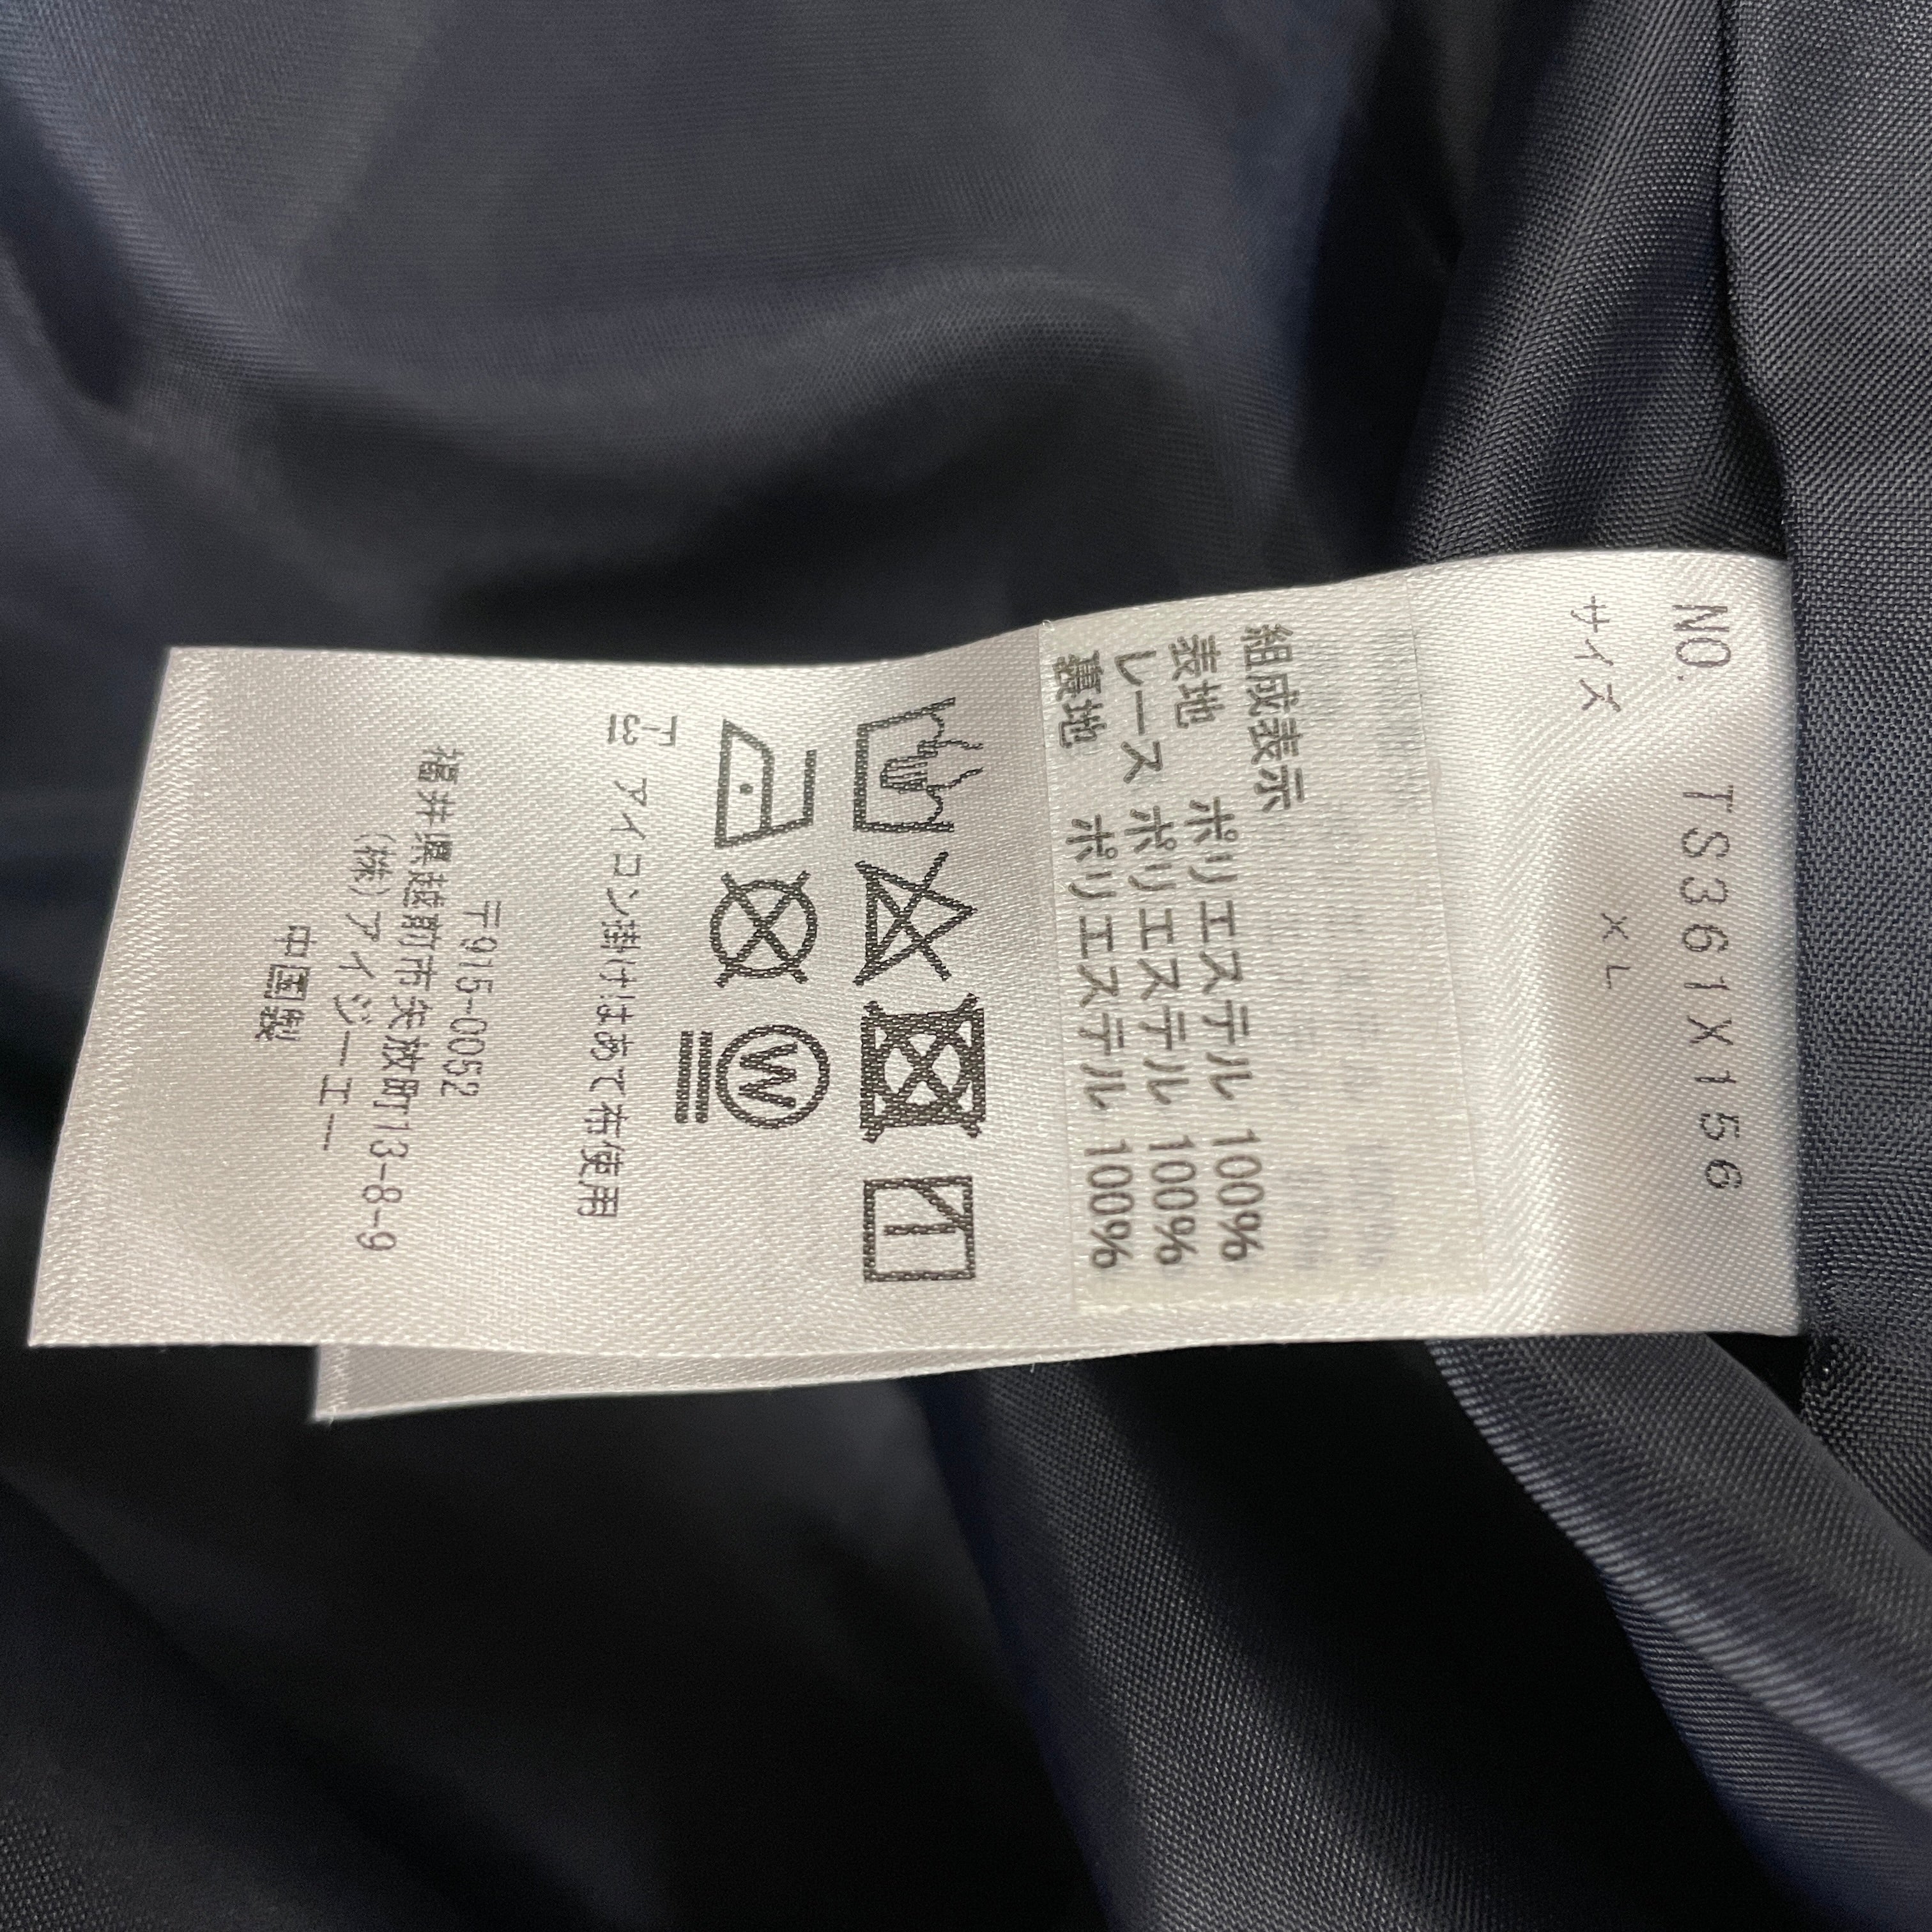 NO. TS361X156
サイズ XL
組成表示
表地 ポリエステル 100%
レース ポリエステル 100%
裏地 ポリエステル 100%
W
アイロン掛けはあて布使用
〒915-0052
福井県越前市矢放町13-8-9
(株)アイジーエー
中国製